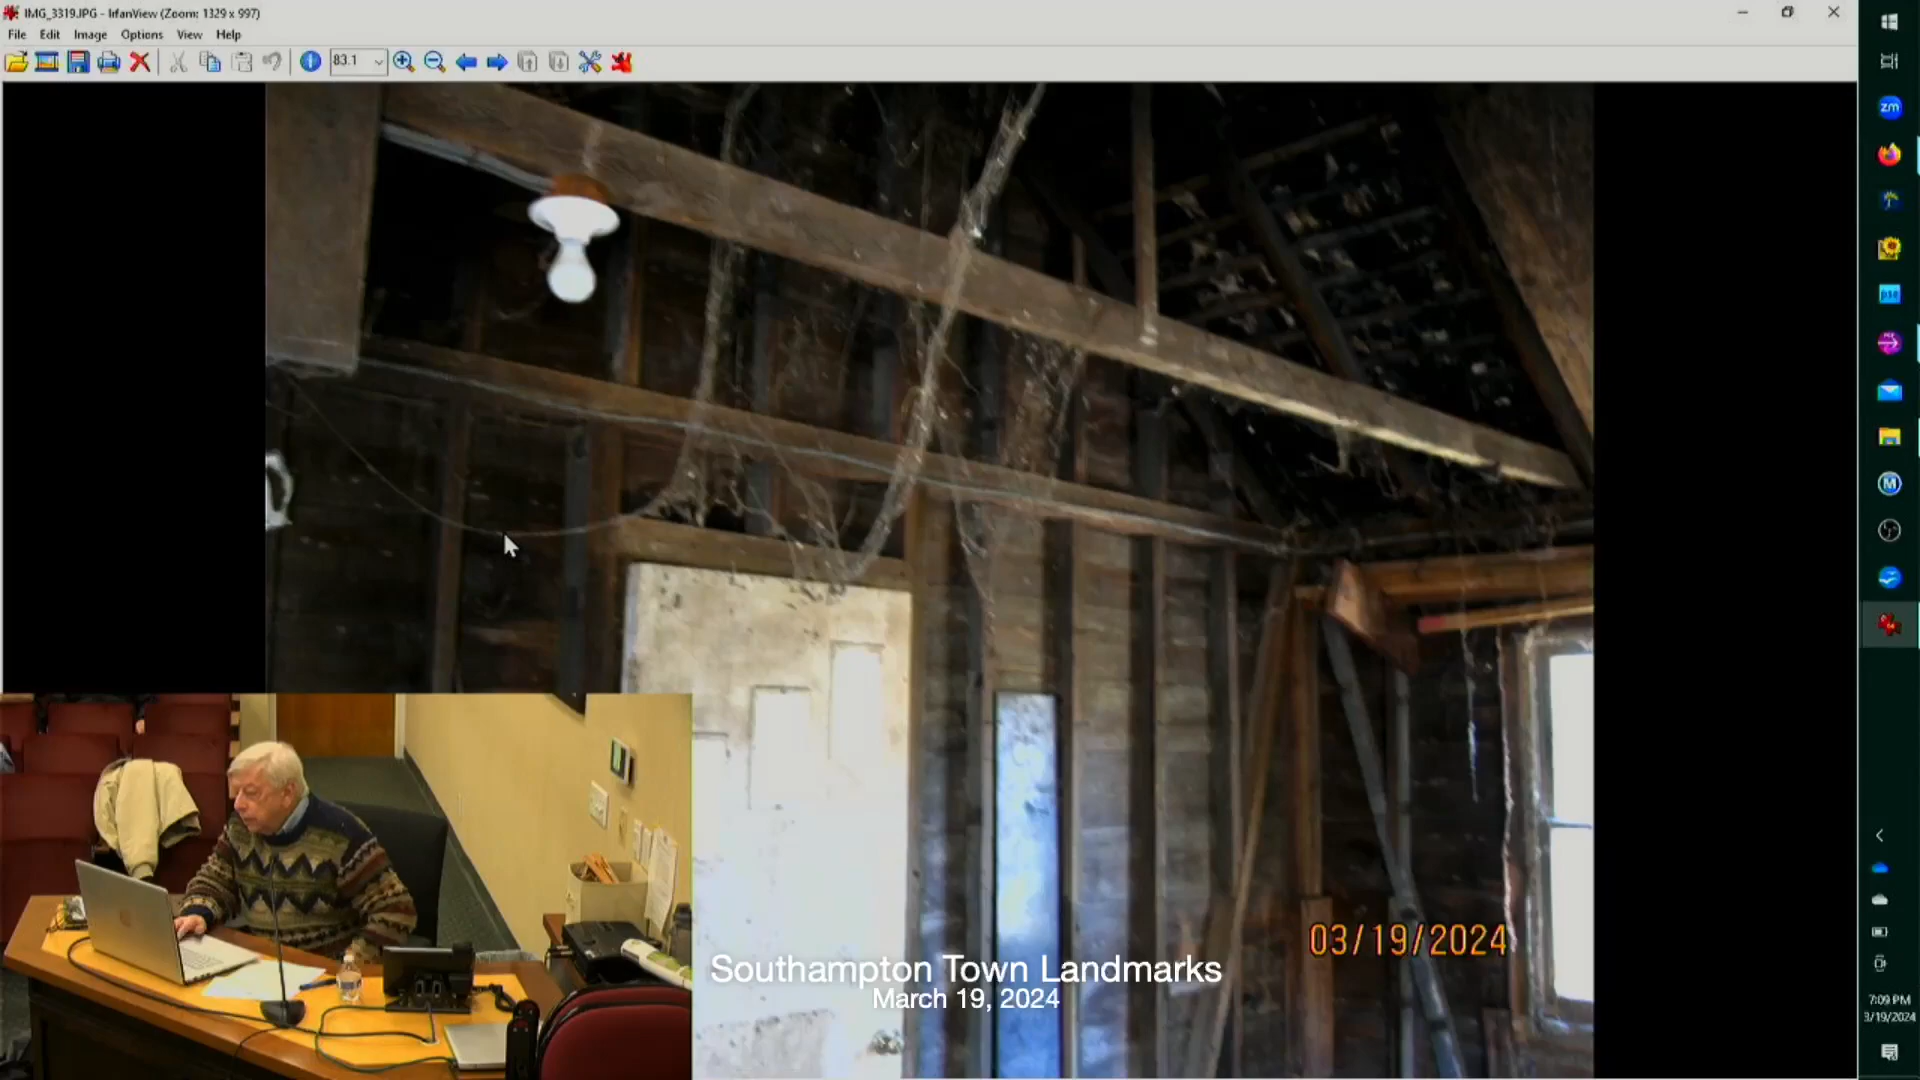 IMG_3319.JPG - IrfanView (Zoom: 1329 x 997)
File Edit Image Options View Help
83.1
zm
M
03/19/2024
Southampton Town Landmarks
March 19, 2024
7:09 PM
3/19/2024